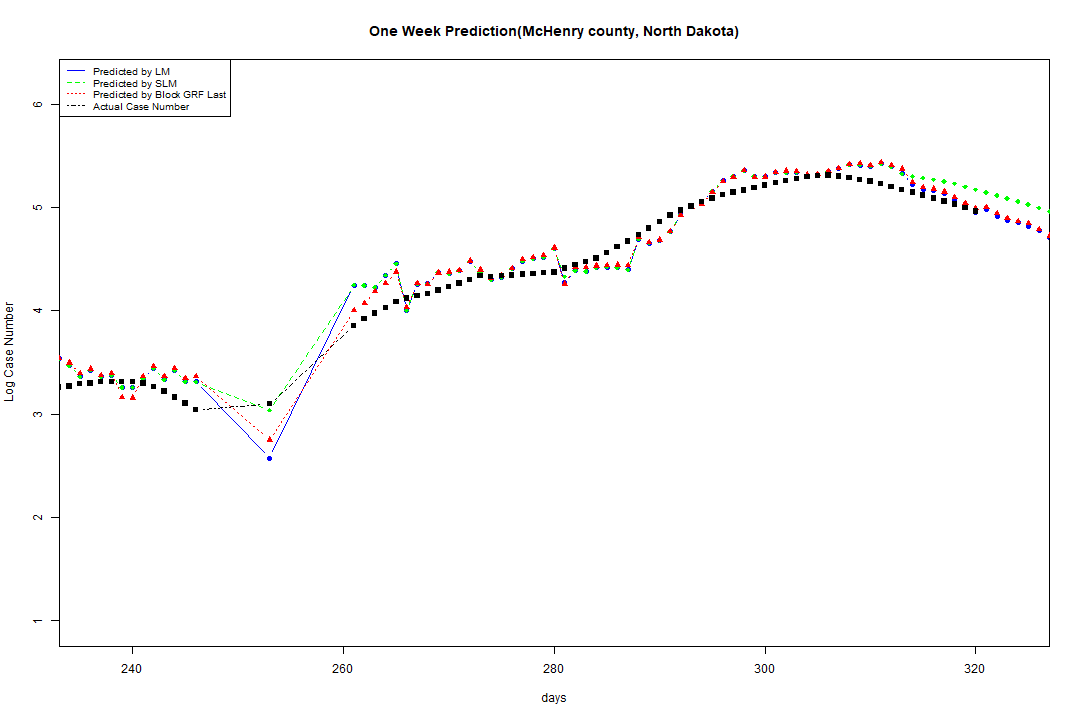 One Week Prediction(McHenry county, North Dakota)
Predicted by LM
Predicted by SLM
Predicted by Block GRF Last
Actual Case Number
6
5
4
3
2
1
Log Case Number
240 260 280 300 320
days